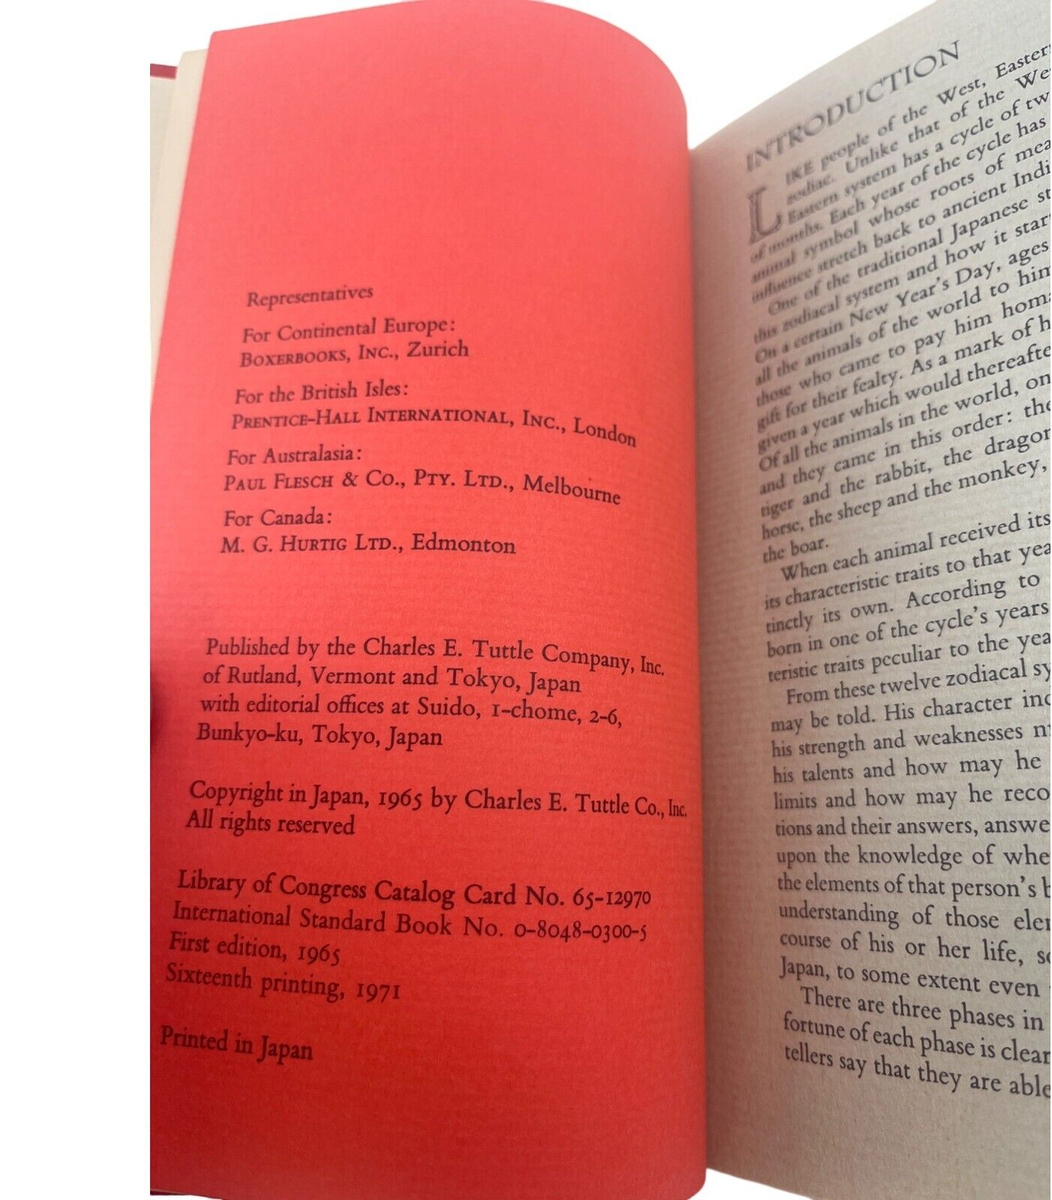 Representatives
For Continental Europe:
BOXERBOOKS, INC., Zurich
For the British Isles:
PRENTICE-HALL INTERNATIONAL, INC., London
For Australasia:
PAUL FLESCH & CO., PTY. LTD., Melbourne
For Canada:
M. G. HURTIG LTD., Edmonton
Published by the Charles E. Tuttle Company, Inc.
of Rutland, Vermont and Tokyo, Japan
with editorial offices at Suido, 1-chome, 2-6,
Bunkyo-ku, Tokyo, Japan
Copyright in Japan, 1965 by Charles E. Tuttle Co., Inc.
All rights reserved
Library of Congress Catalog Card No. 65-12970
International Standard Book No. 0-8048-0300-5
First edition, 1965
Sixteenth printing, 1971
Printed in Japan
INTRODUCTION
LIKE people of the West, Easter
zodiac. Unlike that of the We
Eastern system has a cycle of tw
of months. Each year of the cycle has
animal symbol whose roots of mea
influence stretch back to ancient Indi
One of the traditional Japanese st
this zodiacal system and how it star
On a certain New Year's Day, ages
all the animals of the world to him
those who came to pay him hom
gift for their fealty. As a mark of h
given a year which would thereafte
Of all the animals in the world, on
and they came in this order: the
tiger and the rabbit, the dragon
horse, the sheep and the monkey,
the boar.
When each animal received its
its characteristic traits to that yea
tinctly its own. According to
born in one of the cycle's years
teristic traits peculiar to the yea
From these twelve zodiacal sy
may be told. His character inc
his strength and weaknesses m
his talents and how may he
limits and how may he reco
tions and their answers, answe
upon the knowledge of whe
the elements of that person's b
understanding of those elem
course of his or her life, so
Japan, to some extent even
There are three phases in
fortune of each phase is clear
tellers say that they are able